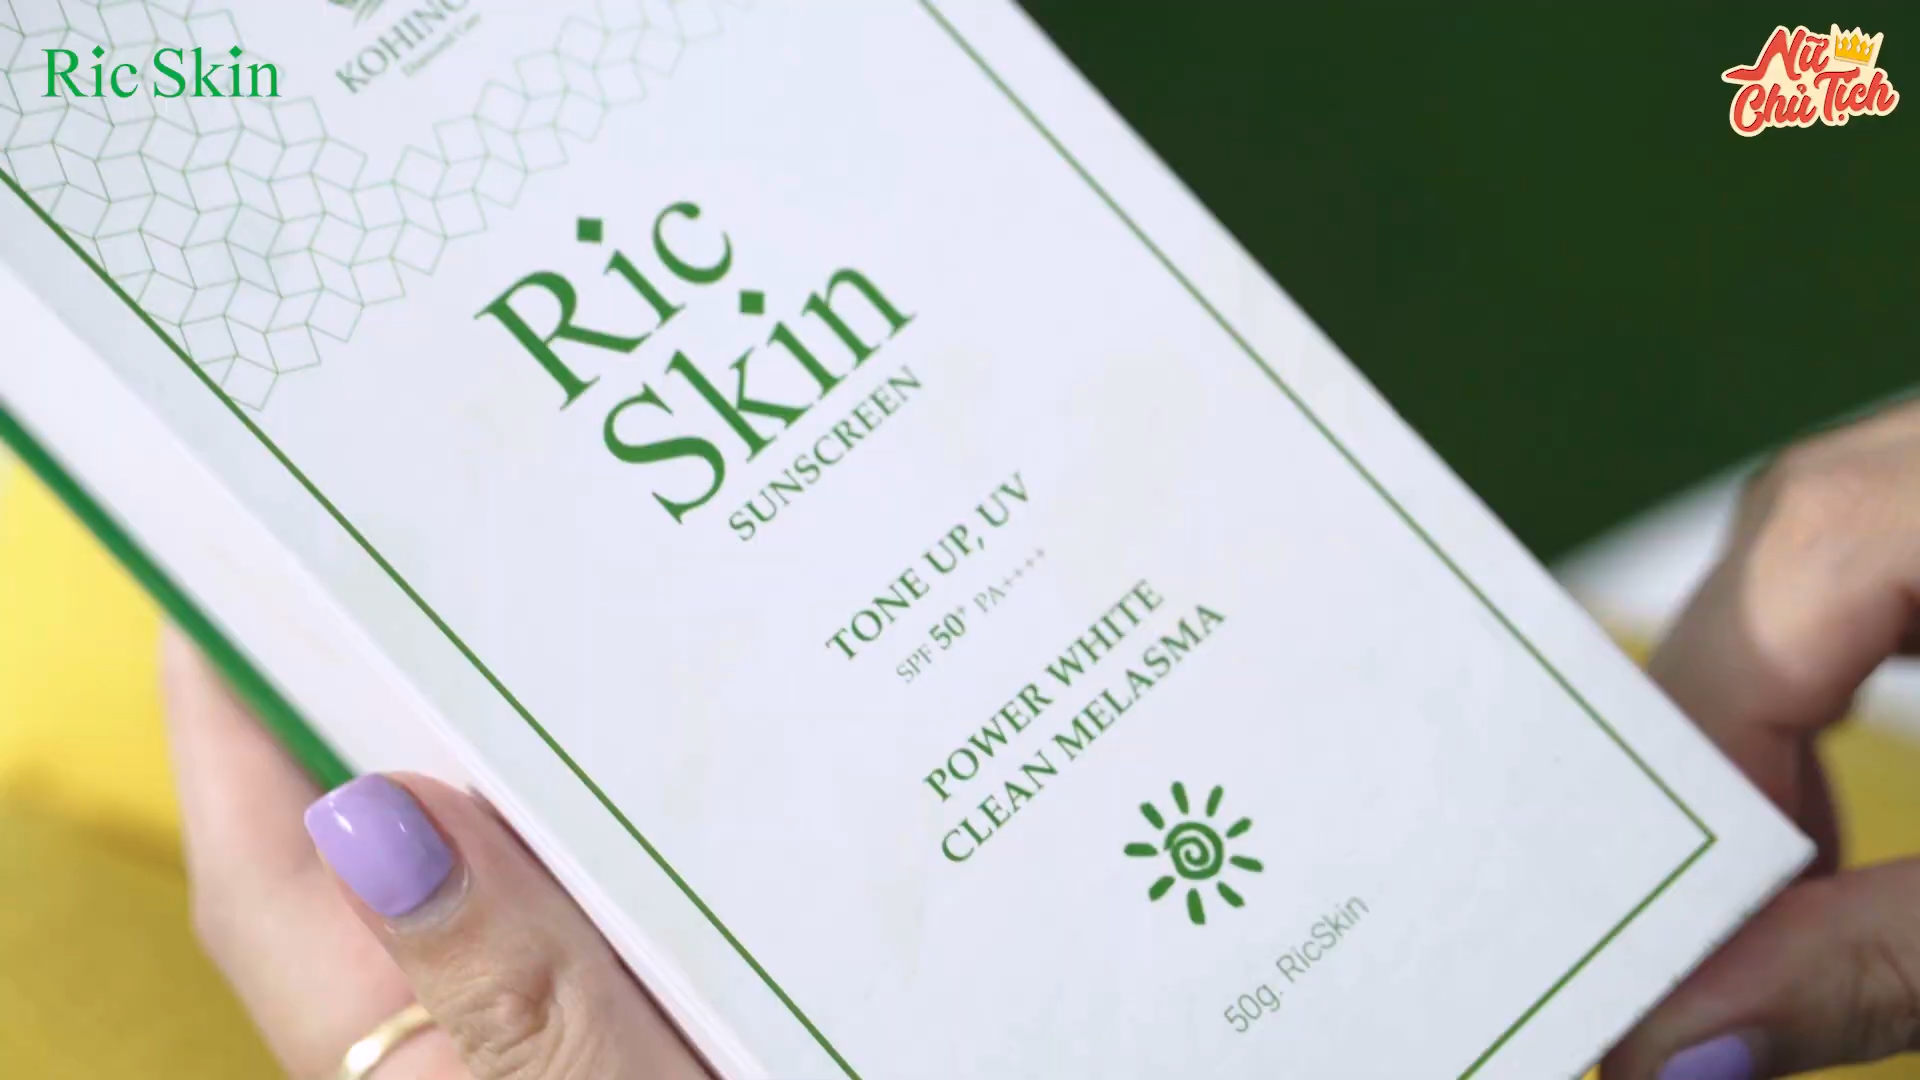 Ric Skin
Nữ
Chủ Tịch
Ric
Skin
SUNSCREEN
TONE UP, UV
SPF 50+ PA++++
POWER WHITE
CLEAN MELASMA
50g. RicSkin